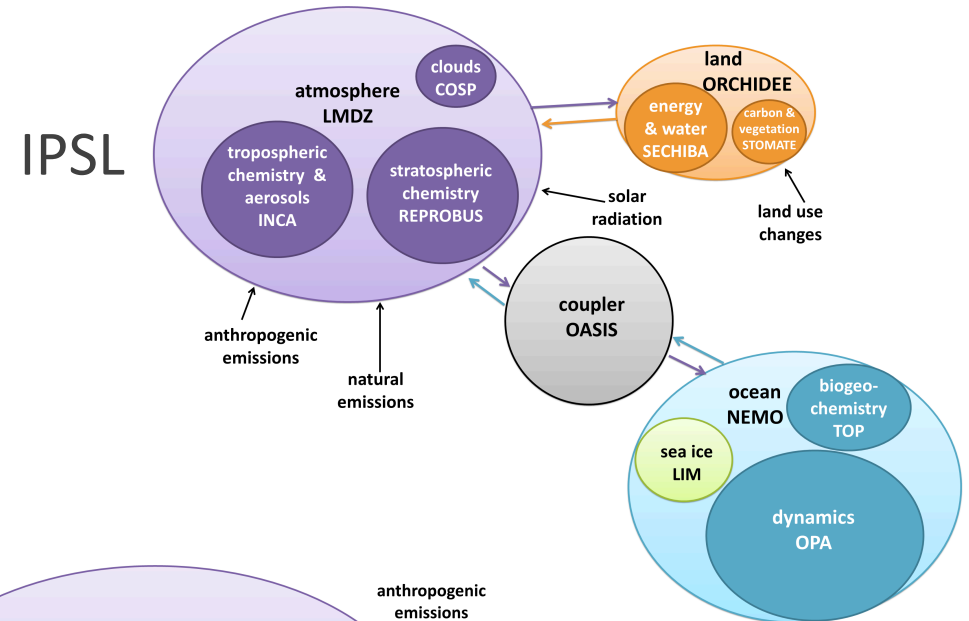 IPSL
atmosphere
LMDZ
clouds
COSP
tropospheric
chemistry &
aerosols
INCA
stratospheric
chemistry
REPROBUS
land
ORCHIDEE
energy
& water
SECHIBA
carbon &
vegetation
STOMATE
solar
radiation
land use
changes
anthropogenic
emissions
natural
emissions
coupler
OASIS
ocean
NEMO
biogeo-
chemistry
TOP
sea ice
LIM
dynamics
OPA
anthropogenic
emissions